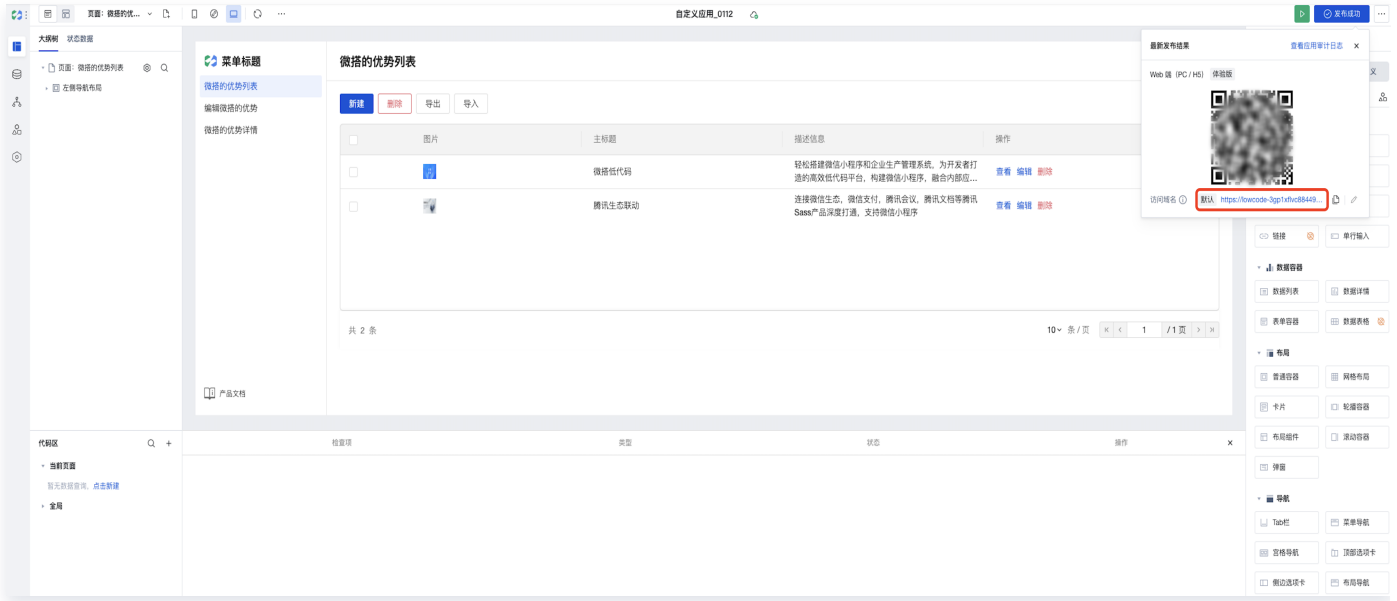 页面：微搭的优...
自定义应用_0112
发布成功
大纲树 状态数据
页面：微搭的优势列表
左侧导航布局
菜单标题
微搭的优势列表
编辑微搭的优势
微搭的优势详情
产品文档
微搭的优势列表
新建 删除 导出 导入
图片 主标题 描述信息 操作
微搭低代码
轻松搭建微信小程序和企业生产管理系统，为开发者打
造的高效低代码平台，构建微信小程序，融合内部应...
查看 编辑 删除
腾讯生态联动
连接微信生态，微信支付，腾讯会议，腾讯文档等腾讯
Sass产品深度打通，支持微信小程序
查看 编辑 删除
共 2 条
10 条 / 页 1 / 1 页
最新发布结果 查看应用审计日志
Web 端（PC / H5） 体验版
访问域名 默认 https://lowcode-3gp1xfivc88449...
义
链接 单行输入
数据容器
数据列表 数据详情
表单容器 数据表格
布局
普通容器 网格布局
卡片 轮播容器
布局组件 滚动容器
弹窗
导航
Tab栏 菜单导航
宫格导航 顶部选项卡
侧边选项卡 布局导航
代码区
当前页面
暂无数据查询，点击新建
全局
检查项 类型 状态 操作